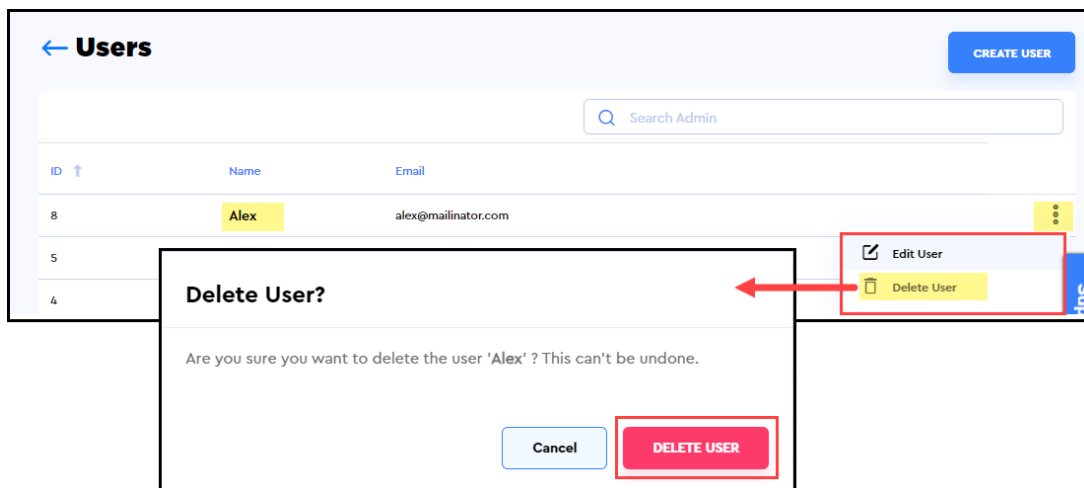 ← Users
CREATE USER
Search Admin
ID ↑ Name Email
8 Alex alex@mailinator.com
5
Edit User
4
Delete User
Delete User?
Are you sure you want to delete the user 'Alex' ? This can't be undone.
Cancel
DELETE USER